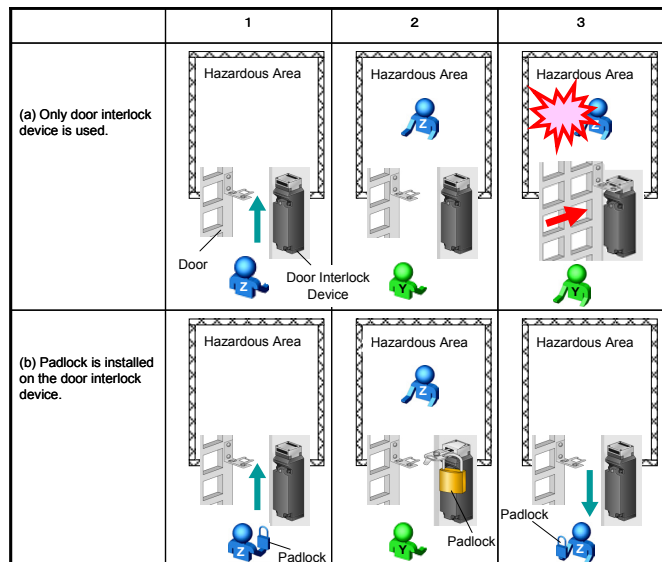 1 2 3
(a) Only door interlock
device is used.
Hazardous Area Hazardous Area Hazardous Area
Z Z
Door
Door Interlock
Device
Z Y Y
(b) Padlock is installed
on the door interlock
device.
Hazardous Area Hazardous Area Hazardous Area
Z
Padlock
Z Padlock Y Padlock Z